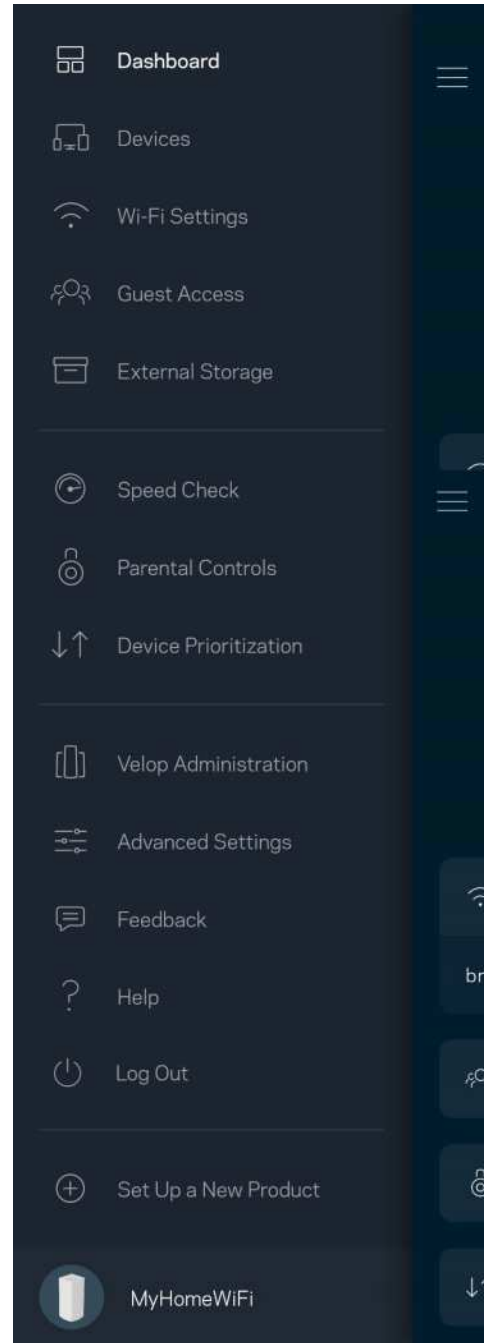 Dashboard
Devices
Wi-Fi Settings
Guest Access
External Storage
Speed Check
Parental Controls
Device Prioritization
Velop Administration
Advanced Settings
Feedback
br
Help
Log Out
Set Up a New Product
MyHomeWiFi